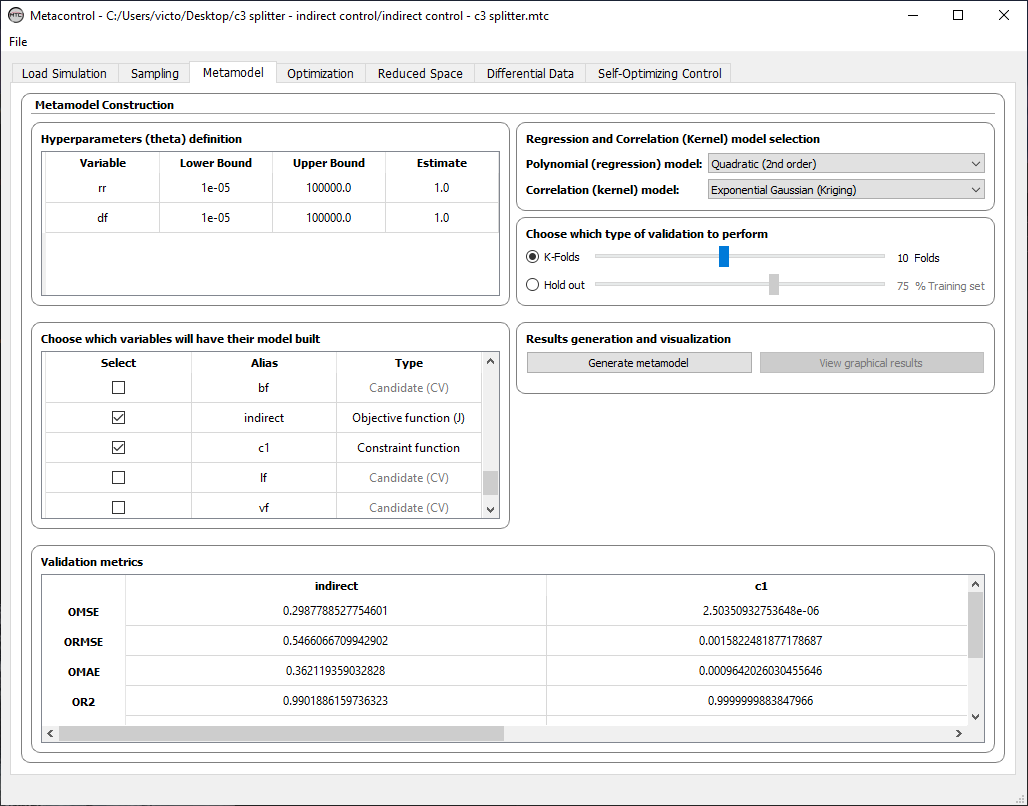 MTC Metacontrol - C:/Users/victo/Desktop/c3 splitter - indirect control/indirect control - c3 splitter.mtc
File
Load Simulation Sampling Metamodel Optimization Reduced Space Differential Data Self-Optimizing Control
Metamodel Construction
Hyperparameters (theta) definition
Variable Lower Bound Upper Bound Estimate
rr 1e-05 100000.0 1.0
df 1e-05 100000.0 1.0
Regression and Correlation (Kernel) model selection
Polynomial (regression) model: Quadratic (2nd order)
Correlation (kernel) model: Exponential Gaussian (Kriging)
Choose which type of validation to perform
K-Folds 10 Folds
Hold out 75 % Training set
Choose which variables will have their model built
Select Alias Type
bf Candidate (CV)
indirect Objective function (J)
c1 Constraint function
lf Candidate (CV)
vf Candidate (CV)
Results generation and visualization
Generate metamodel View graphical results
Validation metrics
indirect c1
OMSE 0.2987788527754601 2.50350932753648e-06
ORMSE 0.5466066709942902 0.0015822481877178687
OMAE 0.362119359032828 0.0009642026030455646
OR2 0.9901886159736323 0.9999999883847966